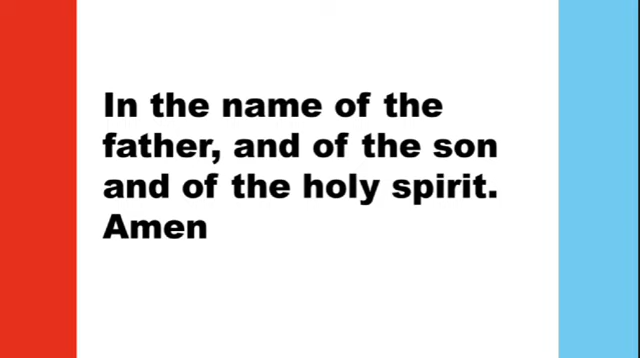 In the name of the
father, and of the son
and of the holy spirit.
Amen